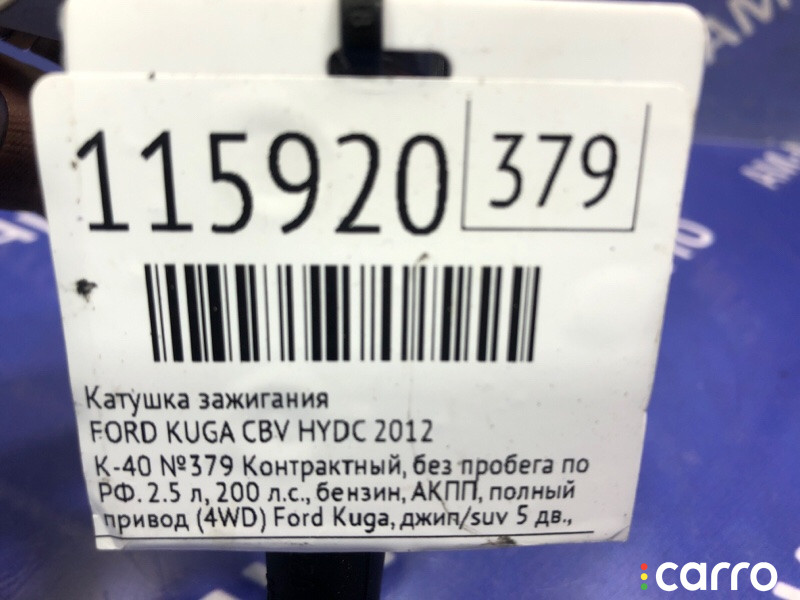 115920 379
Катушка зажигания
FORD KUGA CBV HYDC 2012
К-40 №379 Контрактный, без пробега по
РФ. 2.5 л, 200 л.с., бензин, АКПП, полный
привод (4WD) Ford Kuga, джип/suv 5 дв.,
carro